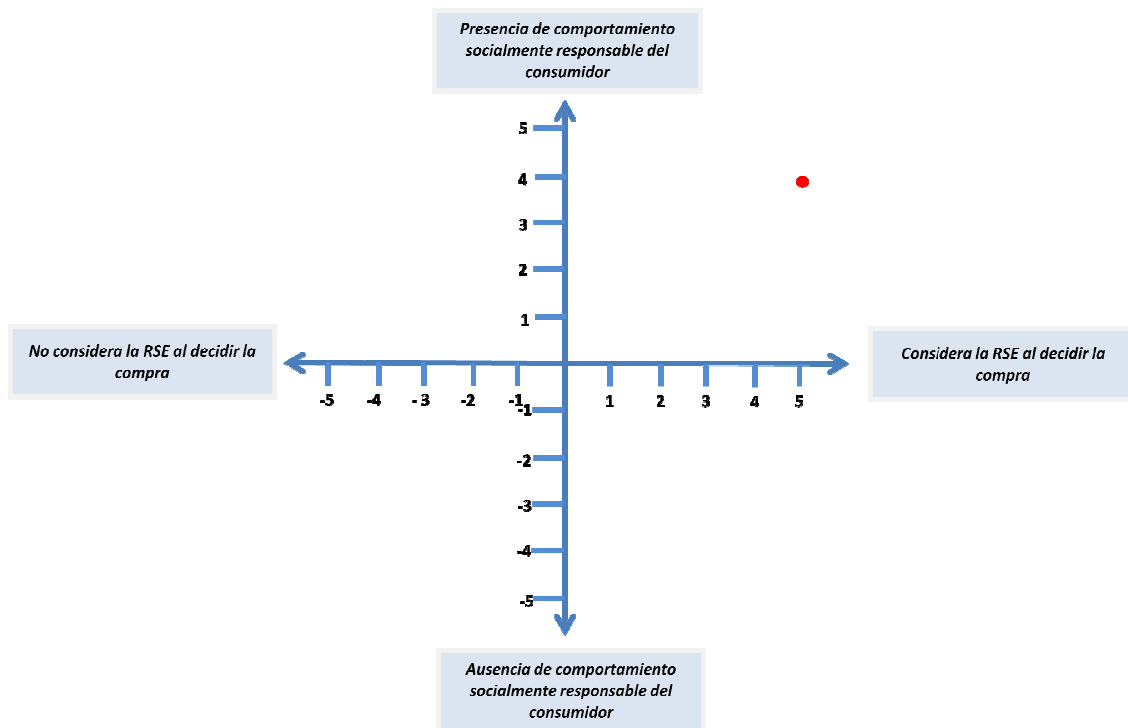 Presencia de comportamiento
socialmente responsable del
consumidor
5
4
3
2
1
No considera la RSE al decidir la
compra
Considera la RSE al decidir la
compra
-5 -4 - 3 -2 -1 1 2 3 4 5
-1
-2
-3
-4
-5
Ausencia de comportamiento
socialmente responsable del
consumidor